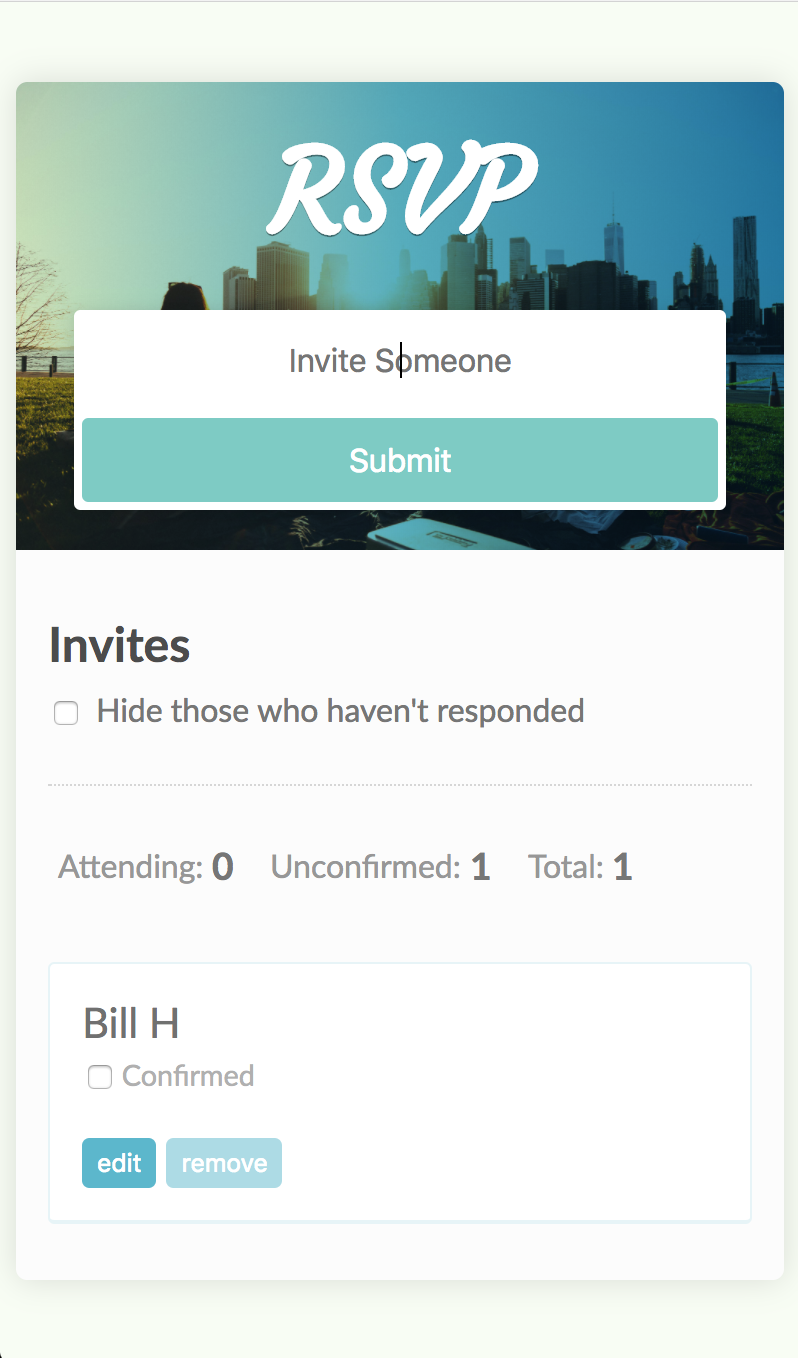 RSVP
Invite Someone
Submit
Invites
Hide those who haven't responded
Attending: 0 Unconfirmed: 1 Total: 1
Bill H
Confirmed
edit remove